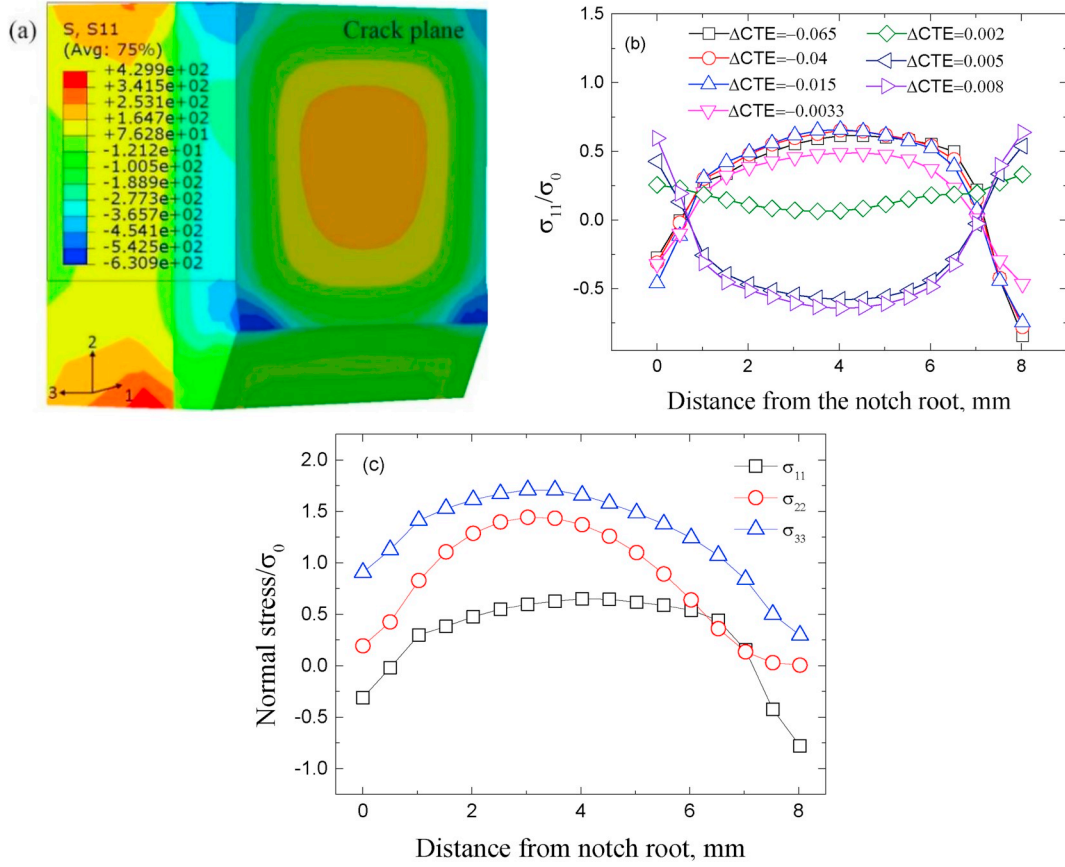 (a)
Crack plane
S, S11
(Avg: 75%)
+4.299e+02
+3.415e+02
+2.531e+02
+1.647e+02
+7.628e+01
-1.212e+01
-1.005e+02
-1.889e+02
-2.773e+02
-3.657e+02
-4.541e+02
-5.425e+02
-6.309e+02
2
3
1
(b)
ΔCTE=-0.065
ΔCTE=-0.04
ΔCTE=-0.015
ΔCTE=-0.0033
ΔCTE=0.002
ΔCTE=0.005
ΔCTE=0.008
1.5
1.0
0.5
0.0
-0.5
σ₁₁/σ₀
0 1 2 3 4 5 6 7 8
Distance from the notch root, mm
(c)
σ₁₁
σ₂₂
σ₃₃
2.0
1.5
1.0
0.5
0.0
-0.5
-1.0
Normal stress/σ₀
0 2 4 6 8
Distance from notch root, mm